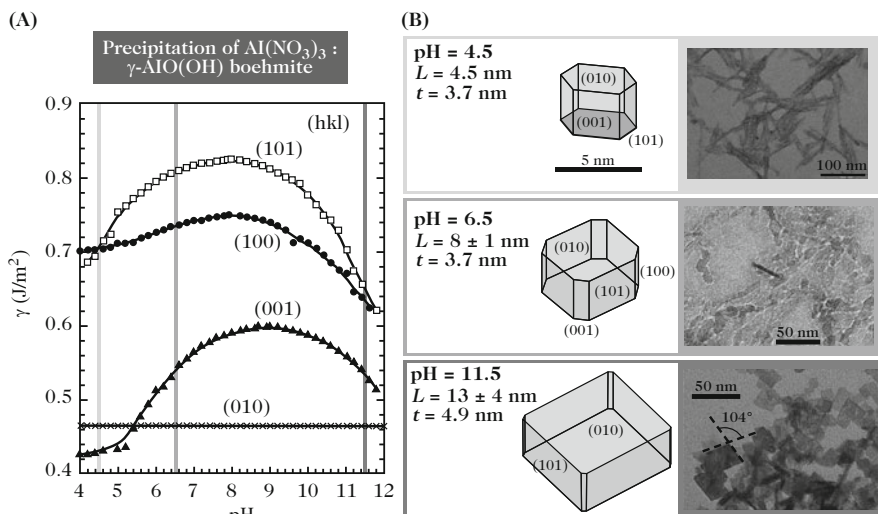 (A)
Precipitation of AI(NO3)3 :
γ-AIO(OH) boehmite
0.9
0.8
0.7
0.6
0.5
0.4
γ (J/m²)
(hkl)
(101)
(100)
(001)
(010)
4 5 6 7 8 9 10 11 12
pH
(B)
pH = 4.5
L = 4.5 nm
t = 3.7 nm
(010)
(001)
(101)
5 nm
100 nm
pH = 6.5
L = 8 ± 1 nm
t = 3.7 nm
(010)
(100)
(101)
(001)
50 nm
pH = 11.5
L = 13 ± 4 nm
t = 4.9 nm
(010)
(101)
50 nm
104°